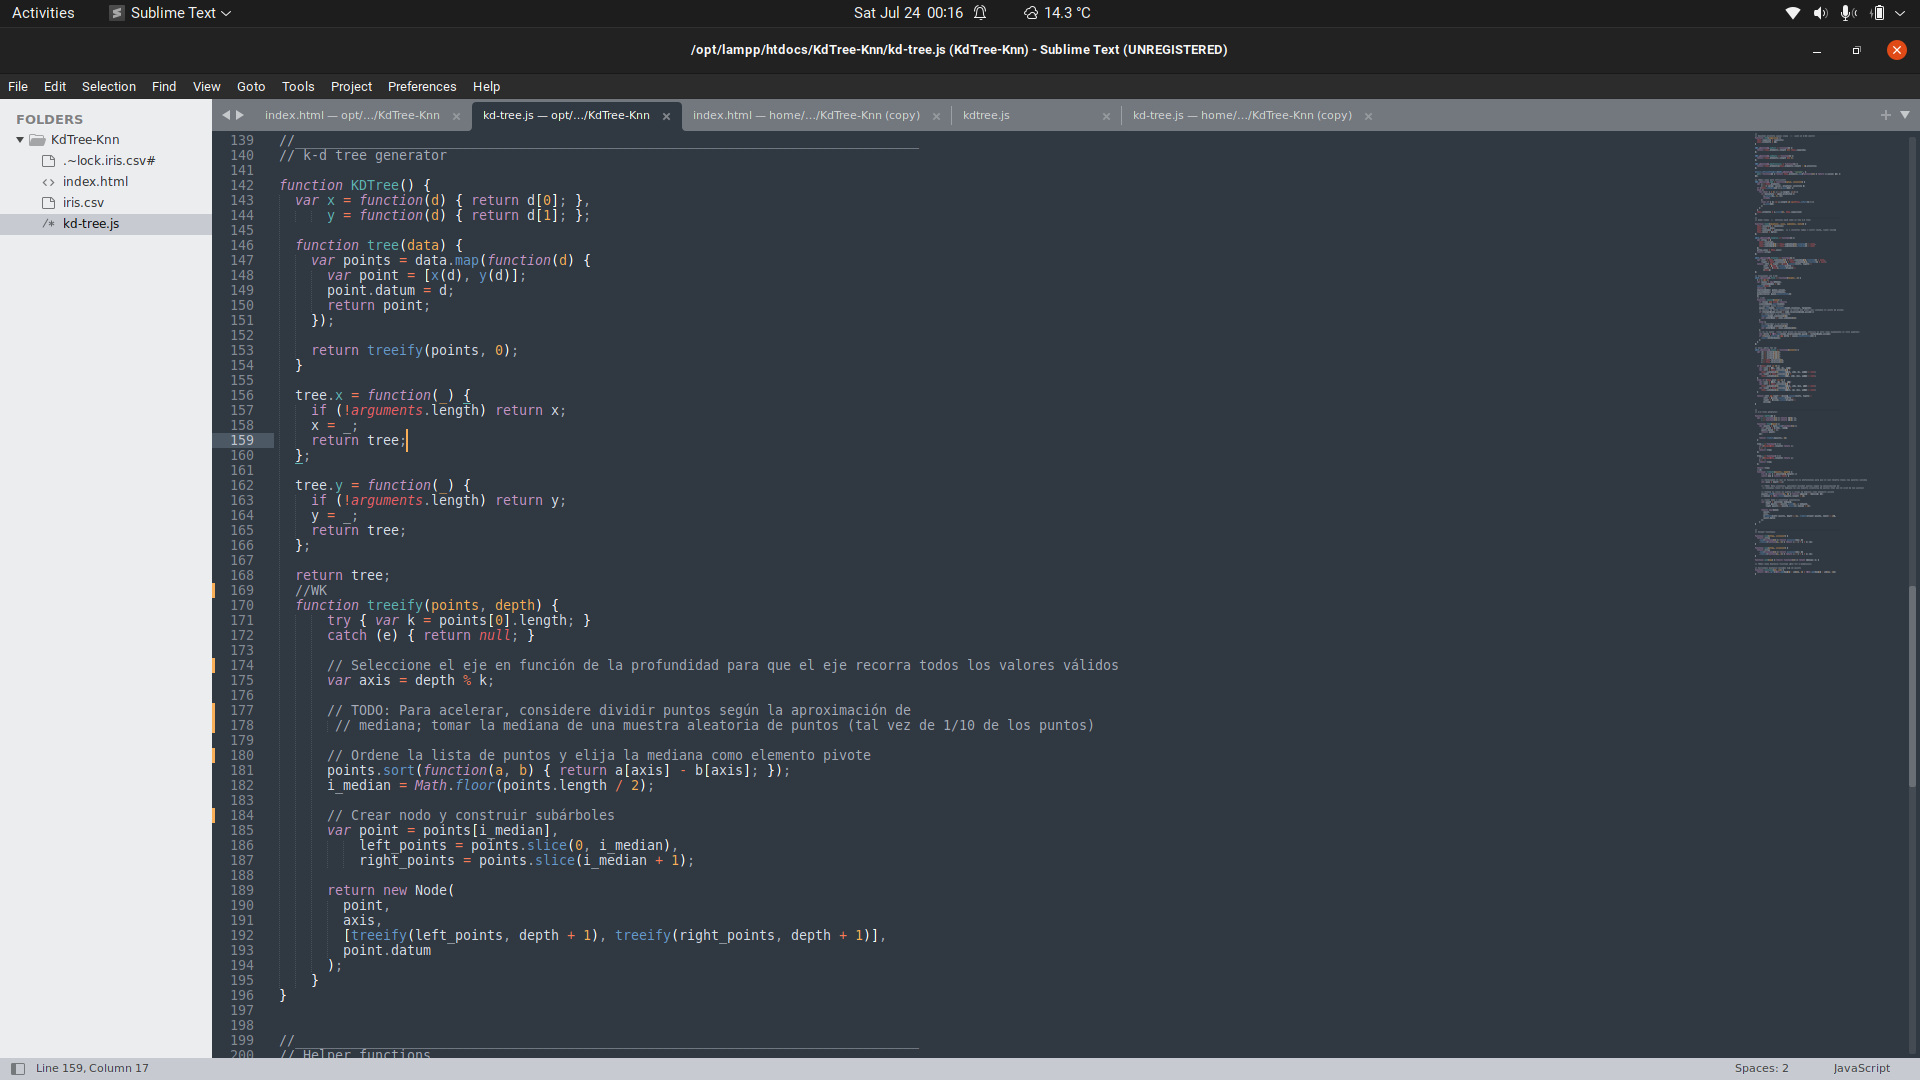 Activities Sublime Text Sat Jul 24 00:16 14.3 °C
/opt/lampp/htdocs/KdTree-Knn/kd-tree.js (KdTree-Knn) - Sublime Text (UNREGISTERED)
File Edit Selection Find View Goto Tools Project Preferences Help
FOLDERS
KdTree-Knn
.~lock.iris.csv#
index.html
iris.csv
kd-tree.js
index.html — opt/.../KdTree-Knn kd-tree.js — opt/.../KdTree-Knn index.html — home/.../KdTree-Knn (copy) kdtree.js kd-tree.js — home/.../KdTree-Knn (copy)
139 //______________________________________________________________________________
140 // k-d tree generator
141
142 function KDTree() {
143   var x = function(d) { return d[0]; },
144       y = function(d) { return d[1]; };
145
146   function tree(data) {
147     var points = data.map(function(d) {
148       var point = [x(d), y(d)];
149       point.datum = d;
150       return point;
151     });
152
153     return treeify(points, 0);
154   }
155
156   tree.x = function(_) {
157     if (!arguments.length) return x;
158     x = _;
159     return tree;
160   };
161
162   tree.y = function(_) {
163     if (!arguments.length) return y;
164     y = _;
165     return tree;
166   };
167
168   return tree;
169   //WK
170   function treeify(points, depth) {
171       try { var k = points[0].length; }
172       catch (e) { return null; }
173
174       // Seleccione el eje en función de la profundidad para que el eje recorra todos los valores válidos
175       var axis = depth % k;
176
177       // TODO: Para acelerar, considere dividir puntos según la aproximación de
178        // mediana; tomar la mediana de una muestra aleatoria de puntos (tal vez de 1/10 de los puntos)
179
180       // Ordene la lista de puntos y elija la mediana como elemento pivote
181       points.sort(function(a, b) { return a[axis] - b[axis]; });
182       i_median = Math.floor(points.length / 2);
183
184       // Crear nodo y construir subárboles
185       var point = points[i_median],
186           left_points = points.slice(0, i_median),
187           right_points = points.slice(i_median + 1);
188
189       return new Node(
190         point,
191         axis,
192         [treeify(left_points, depth + 1), treeify(right_points, depth + 1)],
193         point.datum
194       );
195     }
196 }
197
198
199 //______________________________________________________________________________
200 // Helper functions
Line 159, Column 17 Spaces: 2 JavaScript